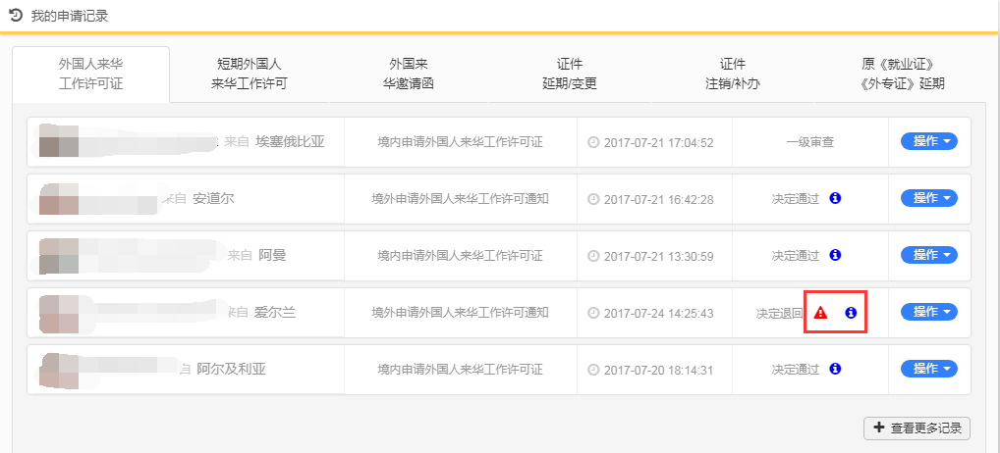 我的申请记录
外国人来华
工作许可证
短期外国人
来华工作许可
外国来
华邀请函
证件
延期/变更
证件
注销/补办
原《就业证》
《外专证》延期
来自 埃塞俄比亚 境内申请外国人来华工作许可证 2017-07-21 17:04:52 一级审查 操作
来自 安道尔 境外申请外国人来华工作许可通知 2017-07-21 16:42:28 决定通过 操作
来自 阿曼 境内申请外国人来华工作许可证 2017-07-21 13:30:59 决定通过 操作
来自 爱尔兰 境外申请外国人来华工作许可通知 2017-07-24 14:25:43 决定退回 操作
自 阿尔及利亚 境内申请外国人来华工作许可证 2017-07-20 18:14:31 决定通过 操作
查看更多记录